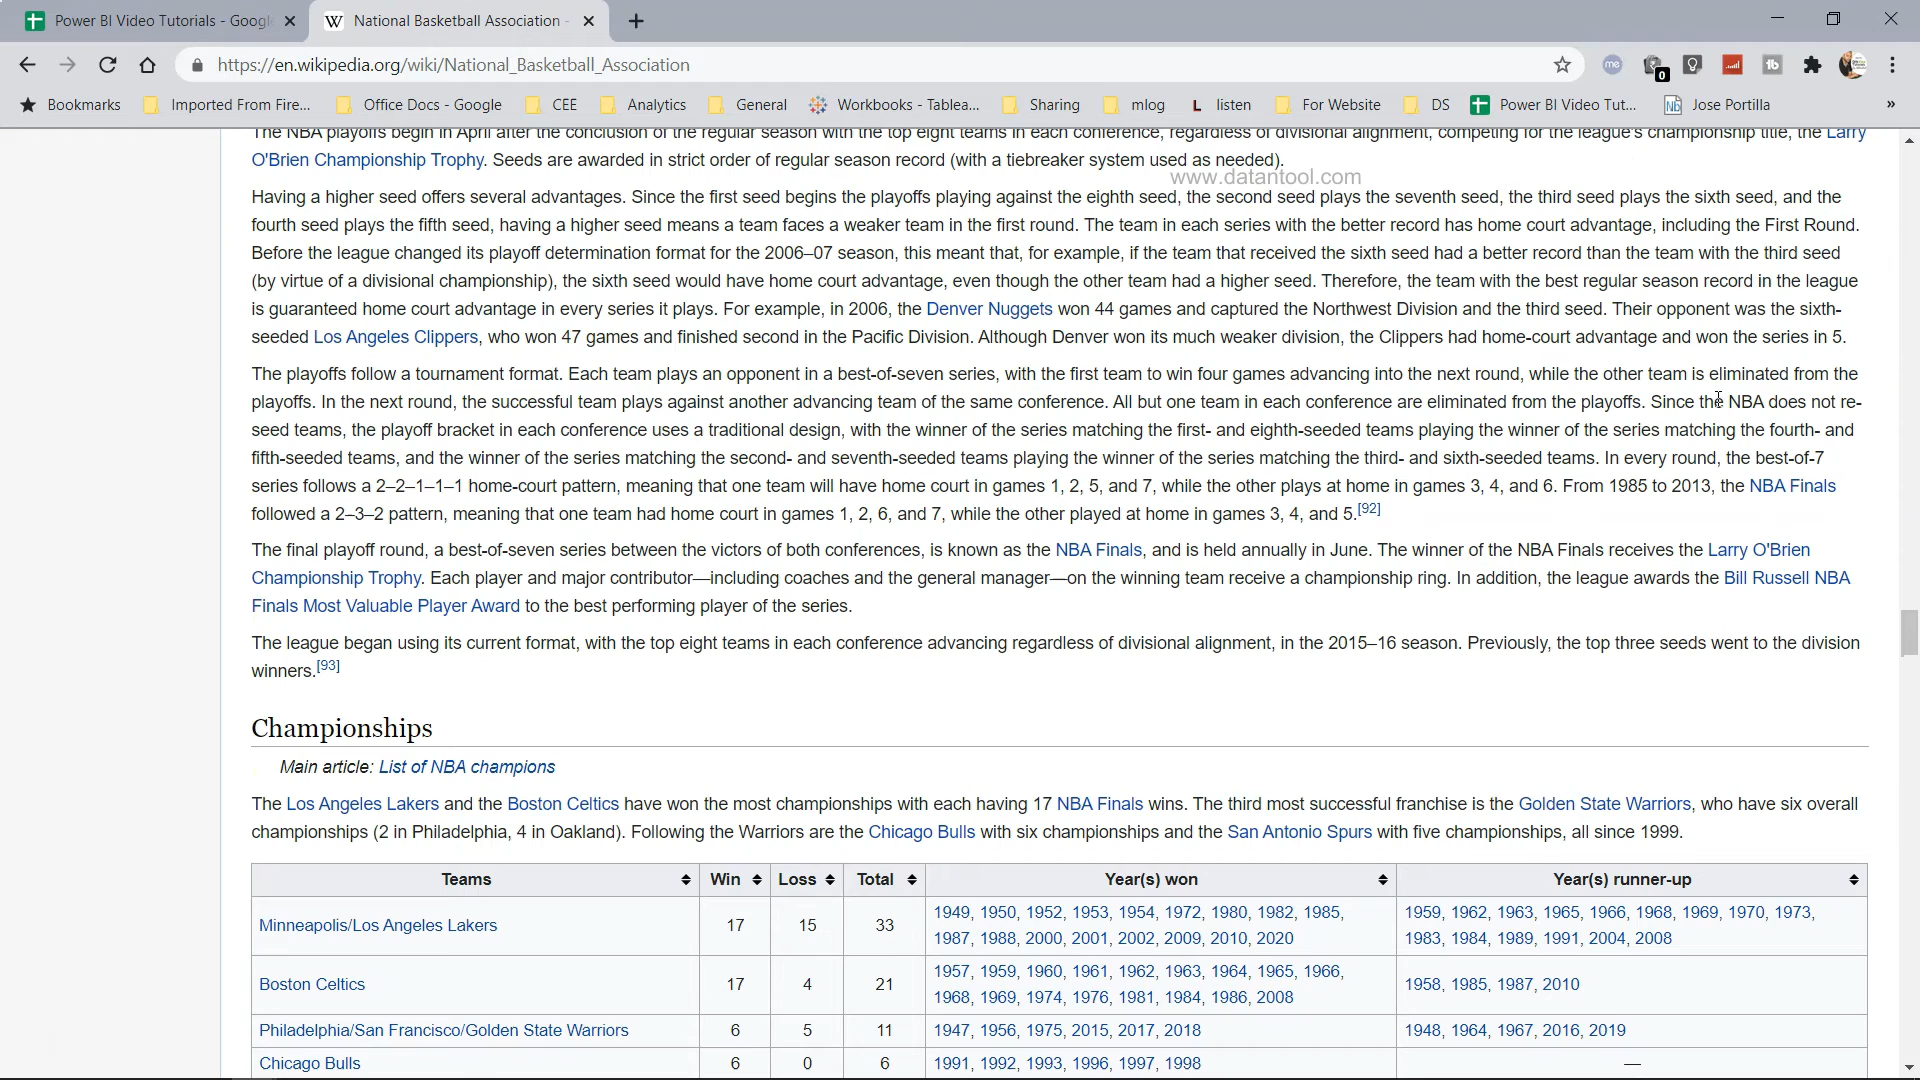 Power BI Video Tutorials - Google
National Basketball Association -
https://en.wikipedia.org/wiki/National_Basketball_Association
me
0
Bookmarks
Imported From Fire...
Office Docs - Google
CEE
Analytics
General
Workbooks - Tablea...
Sharing
mlog
L listen
For Website
DS
Power BI Video Tut...
Nb Jose Portilla
»
The NBA playoffs begin in April after the conclusion of the regular season with the top eight teams in each conference, regardless of divisional alignment, competing for the league's championship title, the Larry
O'Brien Championship Trophy. Seeds are awarded in strict order of regular season record (with a tiebreaker system used as needed).
www.datantool.com
Having a higher seed offers several advantages. Since the first seed begins the playoffs playing against the eighth seed, the second seed plays the seventh seed, the third seed plays the sixth seed, and the
fourth seed plays the fifth seed, having a higher seed means a team faces a weaker team in the first round. The team in each series with the better record has home court advantage, including the First Round.
Before the league changed its playoff determination format for the 2006–07 season, this meant that, for example, if the team that received the sixth seed had a better record than the team with the third seed
(by virtue of a divisional championship), the sixth seed would have home court advantage, even though the other team had a higher seed. Therefore, the team with the best regular season record in the league
is guaranteed home court advantage in every series it plays. For example, in 2006, the Denver Nuggets won 44 games and captured the Northwest Division and the third seed. Their opponent was the sixth-
seeded Los Angeles Clippers, who won 47 games and finished second in the Pacific Division. Although Denver won its much weaker division, the Clippers had home-court advantage and won the series in 5.
The playoffs follow a tournament format. Each team plays an opponent in a best-of-seven series, with the first team to win four games advancing into the next round, while the other team is eliminated from the
playoffs. In the next round, the successful team plays against another advancing team of the same conference. All but one team in each conference are eliminated from the playoffs. Since the NBA does not re-
seed teams, the playoff bracket in each conference uses a traditional design, with the winner of the series matching the first- and eighth-seeded teams playing the winner of the series matching the fourth- and
fifth-seeded teams, and the winner of the series matching the second- and seventh-seeded teams playing the winner of the series matching the third- and sixth-seeded teams. In every round, the best-of-7
series follows a 2–2–1–1–1 home-court pattern, meaning that one team will have home court in games 1, 2, 5, and 7, while the other plays at home in games 3, 4, and 6. From 1985 to 2013, the NBA Finals
followed a 2–3–2 pattern, meaning that one team had home court in games 1, 2, 6, and 7, while the other played at home in games 3, 4, and 5.[92]
The final playoff round, a best-of-seven series between the victors of both conferences, is known as the NBA Finals, and is held annually in June. The winner of the NBA Finals receives the Larry O'Brien
Championship Trophy. Each player and major contributor—including coaches and the general manager—on the winning team receive a championship ring. In addition, the league awards the Bill Russell NBA
Finals Most Valuable Player Award to the best performing player of the series.
The league began using its current format, with the top eight teams in each conference advancing regardless of divisional alignment, in the 2015–16 season. Previously, the top three seeds went to the division
winners.[93]
Championships
Main article: List of NBA champions
The Los Angeles Lakers and the Boston Celtics have won the most championships with each having 17 NBA Finals wins. The third most successful franchise is the Golden State Warriors, who have six overall
championships (2 in Philadelphia, 4 in Oakland). Following the Warriors are the Chicago Bulls with six championships and the San Antonio Spurs with five championships, all since 1999.
Teams Win Loss Total Year(s) won Year(s) runner-up
Minneapolis/Los Angeles Lakers 17 15 33
1949, 1950, 1952, 1953, 1954, 1972, 1980, 1982, 1985,
1987, 1988, 2000, 2001, 2002, 2009, 2010, 2020
1959, 1962, 1963, 1965, 1966, 1968, 1969, 1970, 1973,
1983, 1984, 1989, 1991, 2004, 2008
Boston Celtics 17 4 21
1957, 1959, 1960, 1961, 1962, 1963, 1964, 1965, 1966,
1968, 1969, 1974, 1976, 1981, 1984, 1986, 2008
1958, 1985, 1987, 2010
Philadelphia/San Francisco/Golden State Warriors 6 5 11 1947, 1956, 1975, 2015, 2017, 2018 1948, 1964, 1967, 2016, 2019
Chicago Bulls 6 0 6 1991, 1992, 1993, 1996, 1997, 1998 —